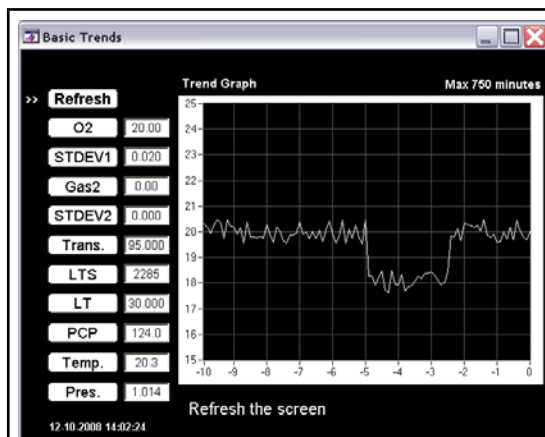 Basic Trends
Trend Graph Max 750 minutes
>> Refresh
O2 20.00
STDEV1 0.020
Gas2 0.00
STDEV2 0.000
Trans. 95.000
LTS 2285
LT 30.000
PCP 124.0
Temp. 20.3
Pres. 1.014
25-
24-
23-
22-
21-
20-
19-
18-
17-
16-
15-
-10 -9 -8 -7 -6 -5 -4 -3 -2 -1 0
Refresh the screen
12.10.2008 14:02:24